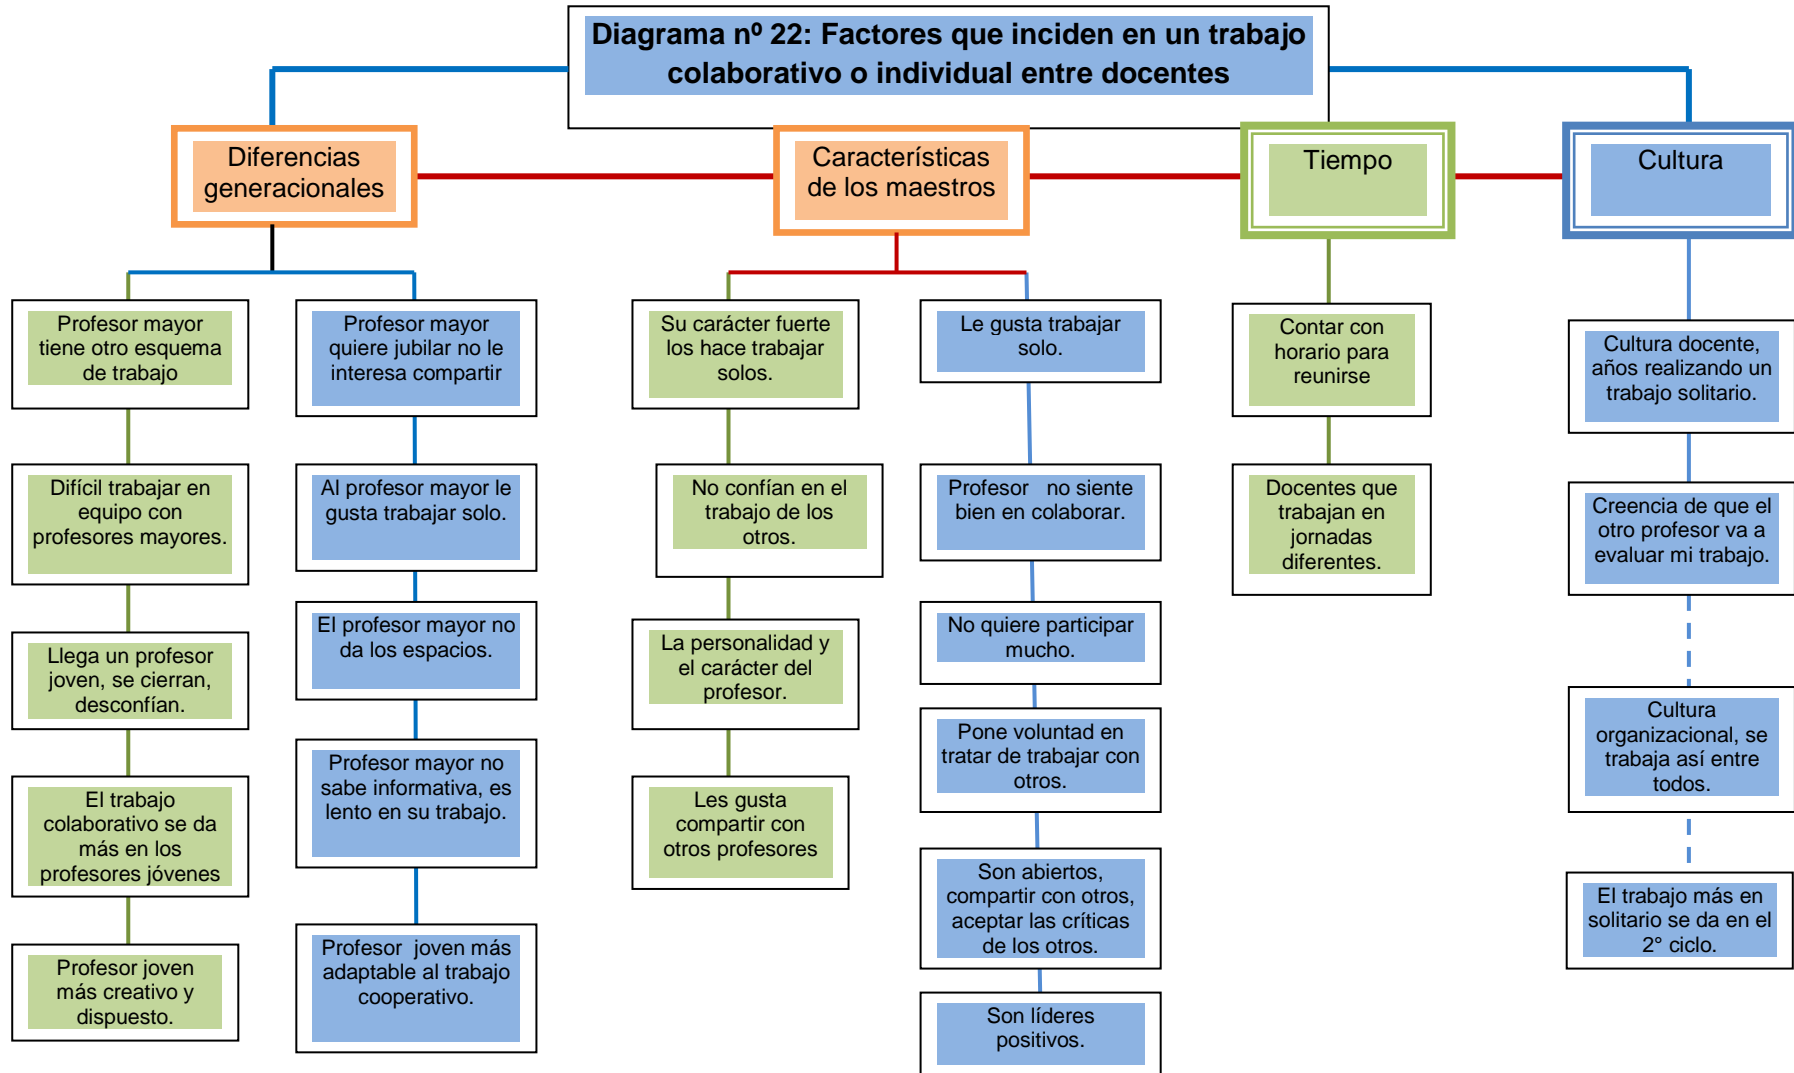 Diagrama nº 22: Factores que inciden en un trabajo
colaborativo o individual entre docentes
Diferencias
generacionales
Característícas
de los maestros
Tiempo
Cultura
Profesor mayor
tiene otro esquema
de trabajo
Difícil trabajar en
equipo con
profesores mayores.
Llega un profesor
joven, se cierran,
desconfían.
El trabajo
colaborativo se da
más en los
profesores jóvenes
Profesor joven
más creativo y
dispuesto.
Profesor mayor
quiere jubilar no le
interesa compartir
Al profesor mayor le
gusta trabajar solo.
El profesor mayor no
da los espacios.
Profesor mayor no
sabe informativa, es
lento en su trabajo.
Profesor joven más
adaptable al trabajo
cooperativo.
Su carácter fuerte
los hace trabajar
solos.
No confían en el
trabajo de los
otros.
La personalidad y
el carácter del
profesor.
Les gusta
compartir con
otros profesores
Le gusta trabajar
solo.
Profesor no siente
bien en colaborar.
No quiere participar
mucho.
Pone voluntad en
tratar de trabajar con
otros.
Son abiertos,
compartir con otros,
aceptar las críticas
de los otros.
Son líderes
positivos.
Contar con
horario para
reunirse
Docentes que
trabajan en
jornadas
diferentes.
Cultura docente,
años realizando un
trabajo solitario.
Creencia de que el
otro profesor va a
evaluar mi trabajo.
Cultura
organizacional, se
trabaja así entre
todos.
El trabajo más en
solitario se da en el
2° ciclo.